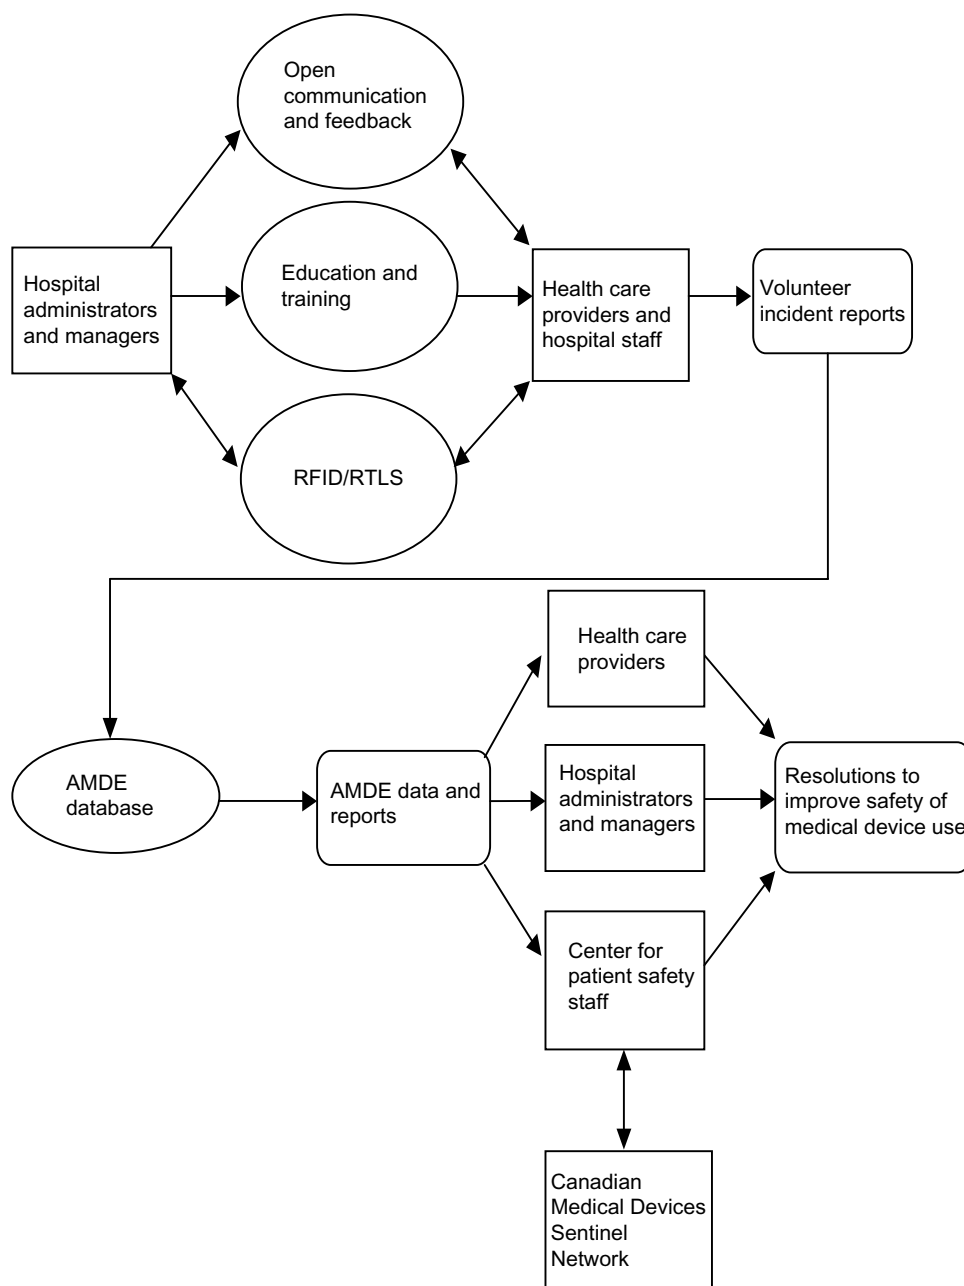 Open
communication
and feedback
Hospital
administrators
and managers
Education and
training
Health care
providers and
hospital staff
Volunteer
incident reports
RFID/RTLS
Health care
providers
AMDE
database
AMDE data and
reports
Hospital
administrators
and managers
Resolutions to
improve safety of
medical device use
Center for
patient safety
staff
Canadian
Medical Devices
Sentinel
Network